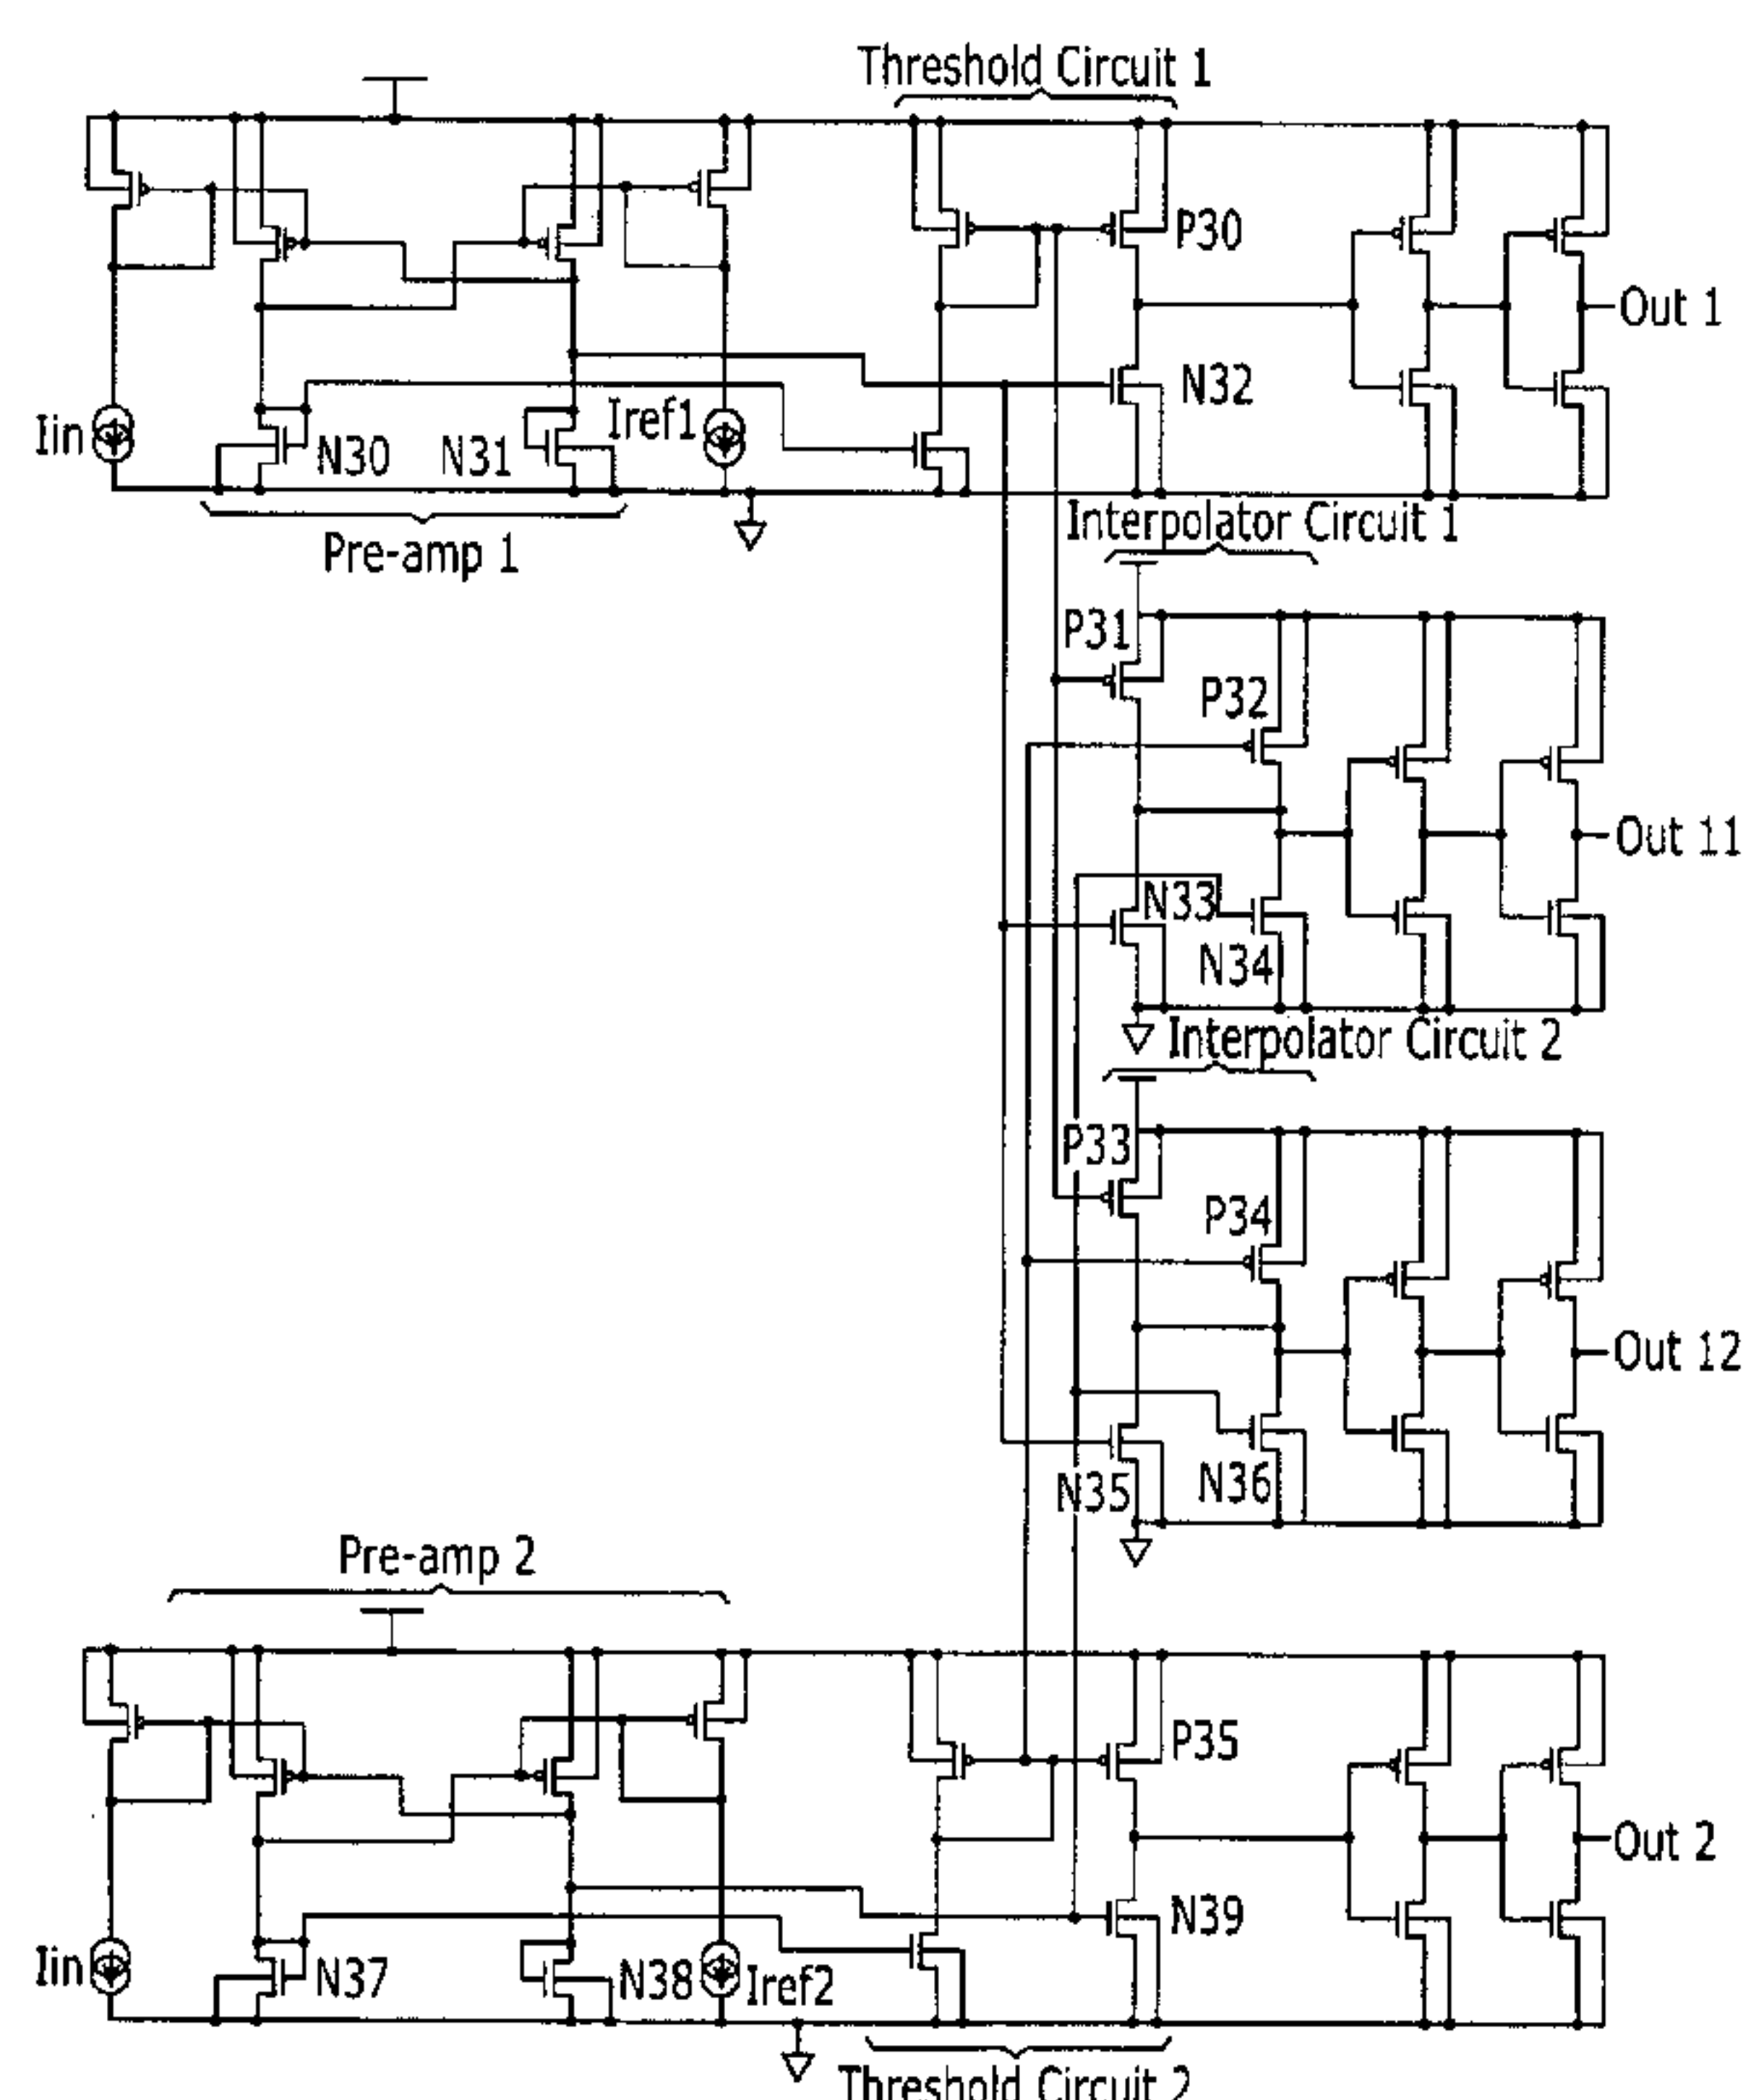 Threshold Circuit 1
P30
Out 1
N32
Iin
N30
N31
Iref1
Pre-amp 1
Interpolator Circuit 1
P31
P32
Out 11
N33
N34
Interpolator Circuit 2
P33
P34
Out 12
N35
N36
Pre-amp 2
P35
Out 2
N39
Iin
N37
N38
Iref2
Threshold Circuit 2